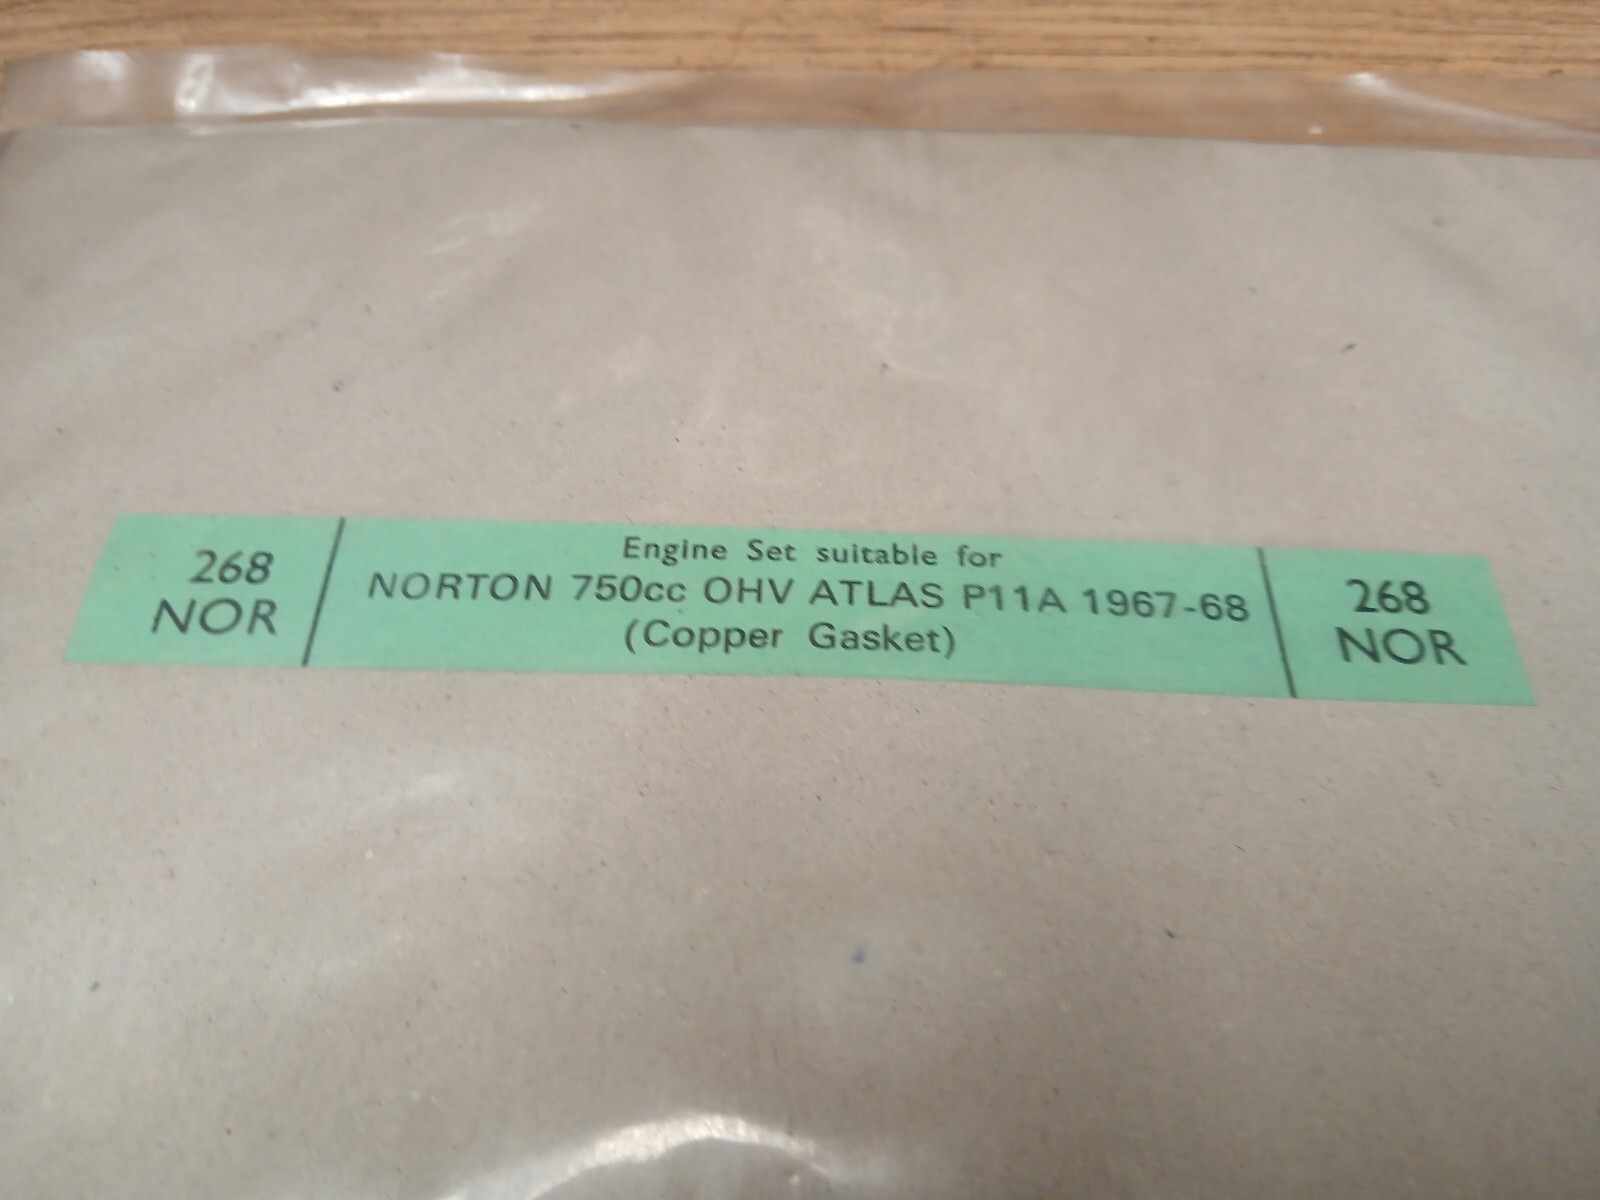 268
NOR
Engine Set suitable for
NORTON 750cc OHV ATLAS P11A 1967-68
(Copper Gasket)
268
NOR